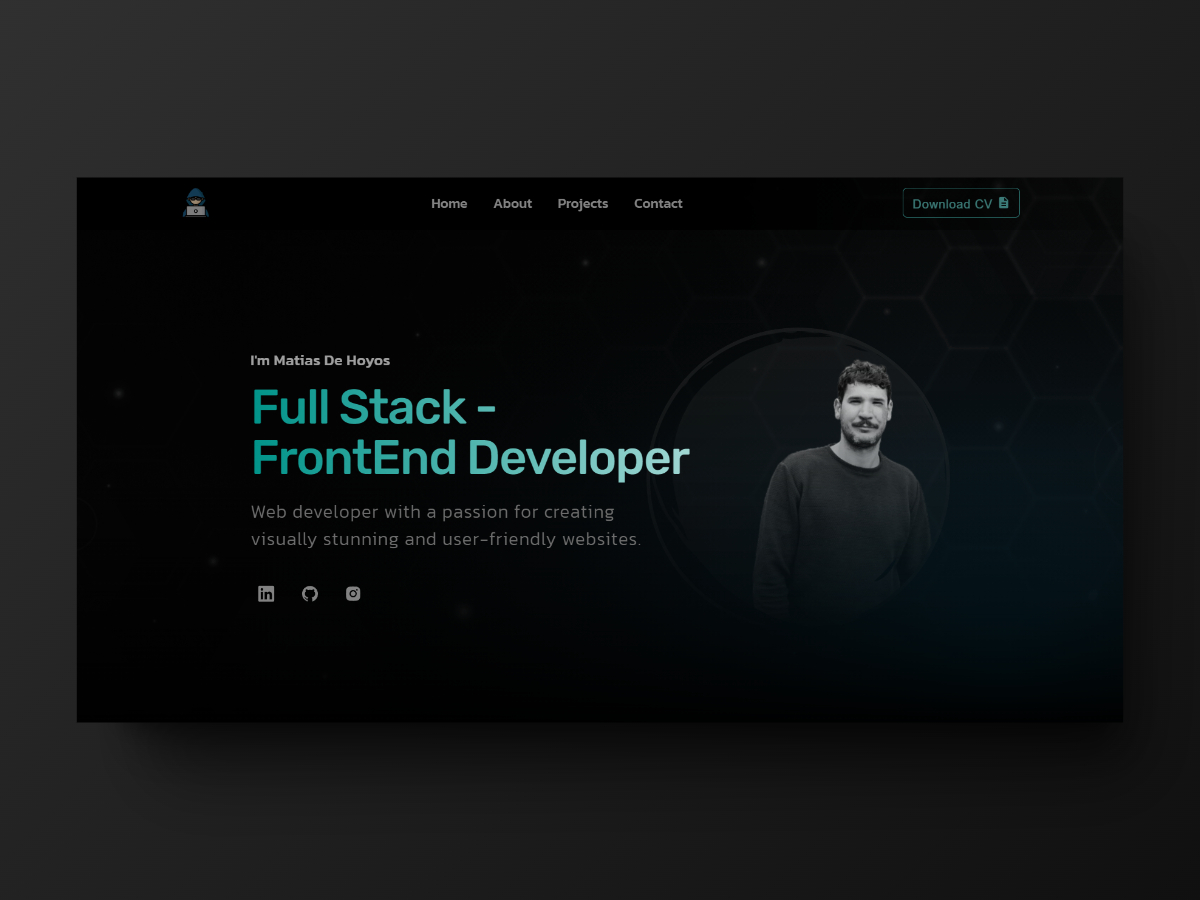 Home About Projects Contact Download CV
I'm Matias De Hoyos
Full Stack -
FrontEnd Developer
Web developer with a passion for creating
visually stunning and user-friendly websites.
in